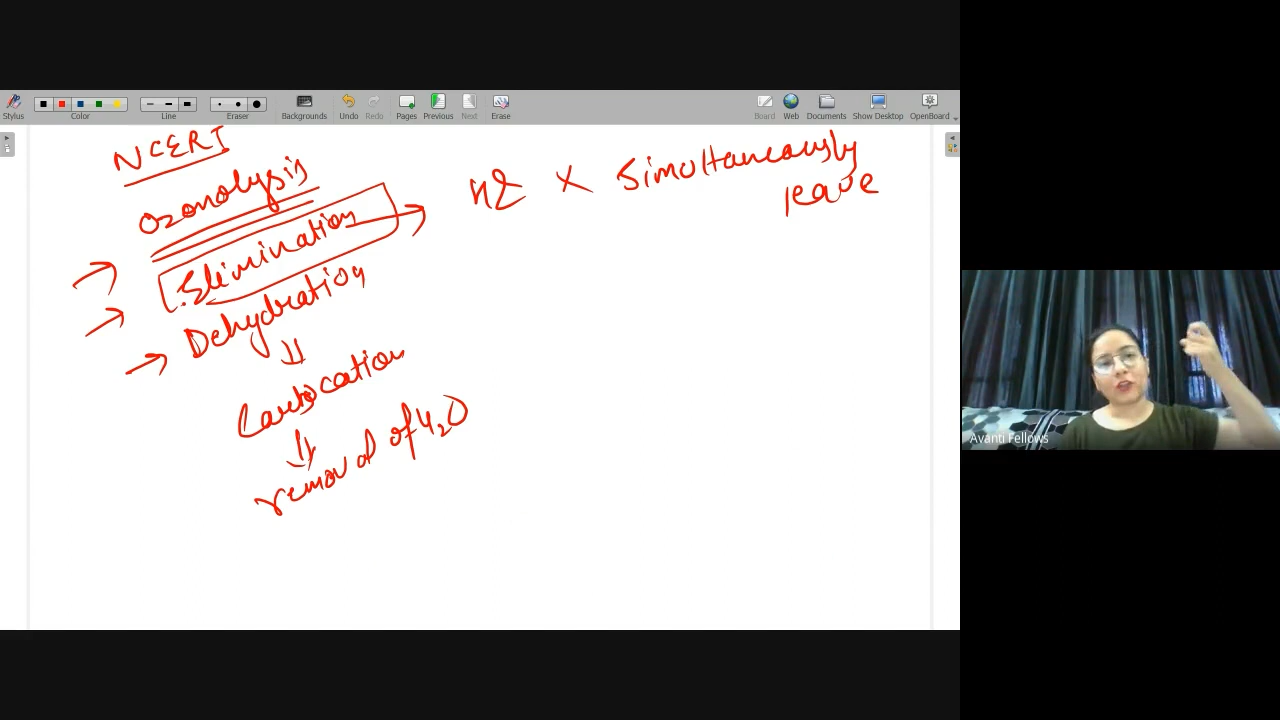 Stylus
Color
Line
Eraser
Backgrounds
Undo
Redo
Pages
Previous
Next
Erase
Board
Web
Documents
Show Desktop
OpenBoard
NCERT
Ozonolysis
Elimination → H & X simultaneously
leave
→ Dehydration
⇓
Carbocation
⇓
removal of H₂O
Avanti Fellows